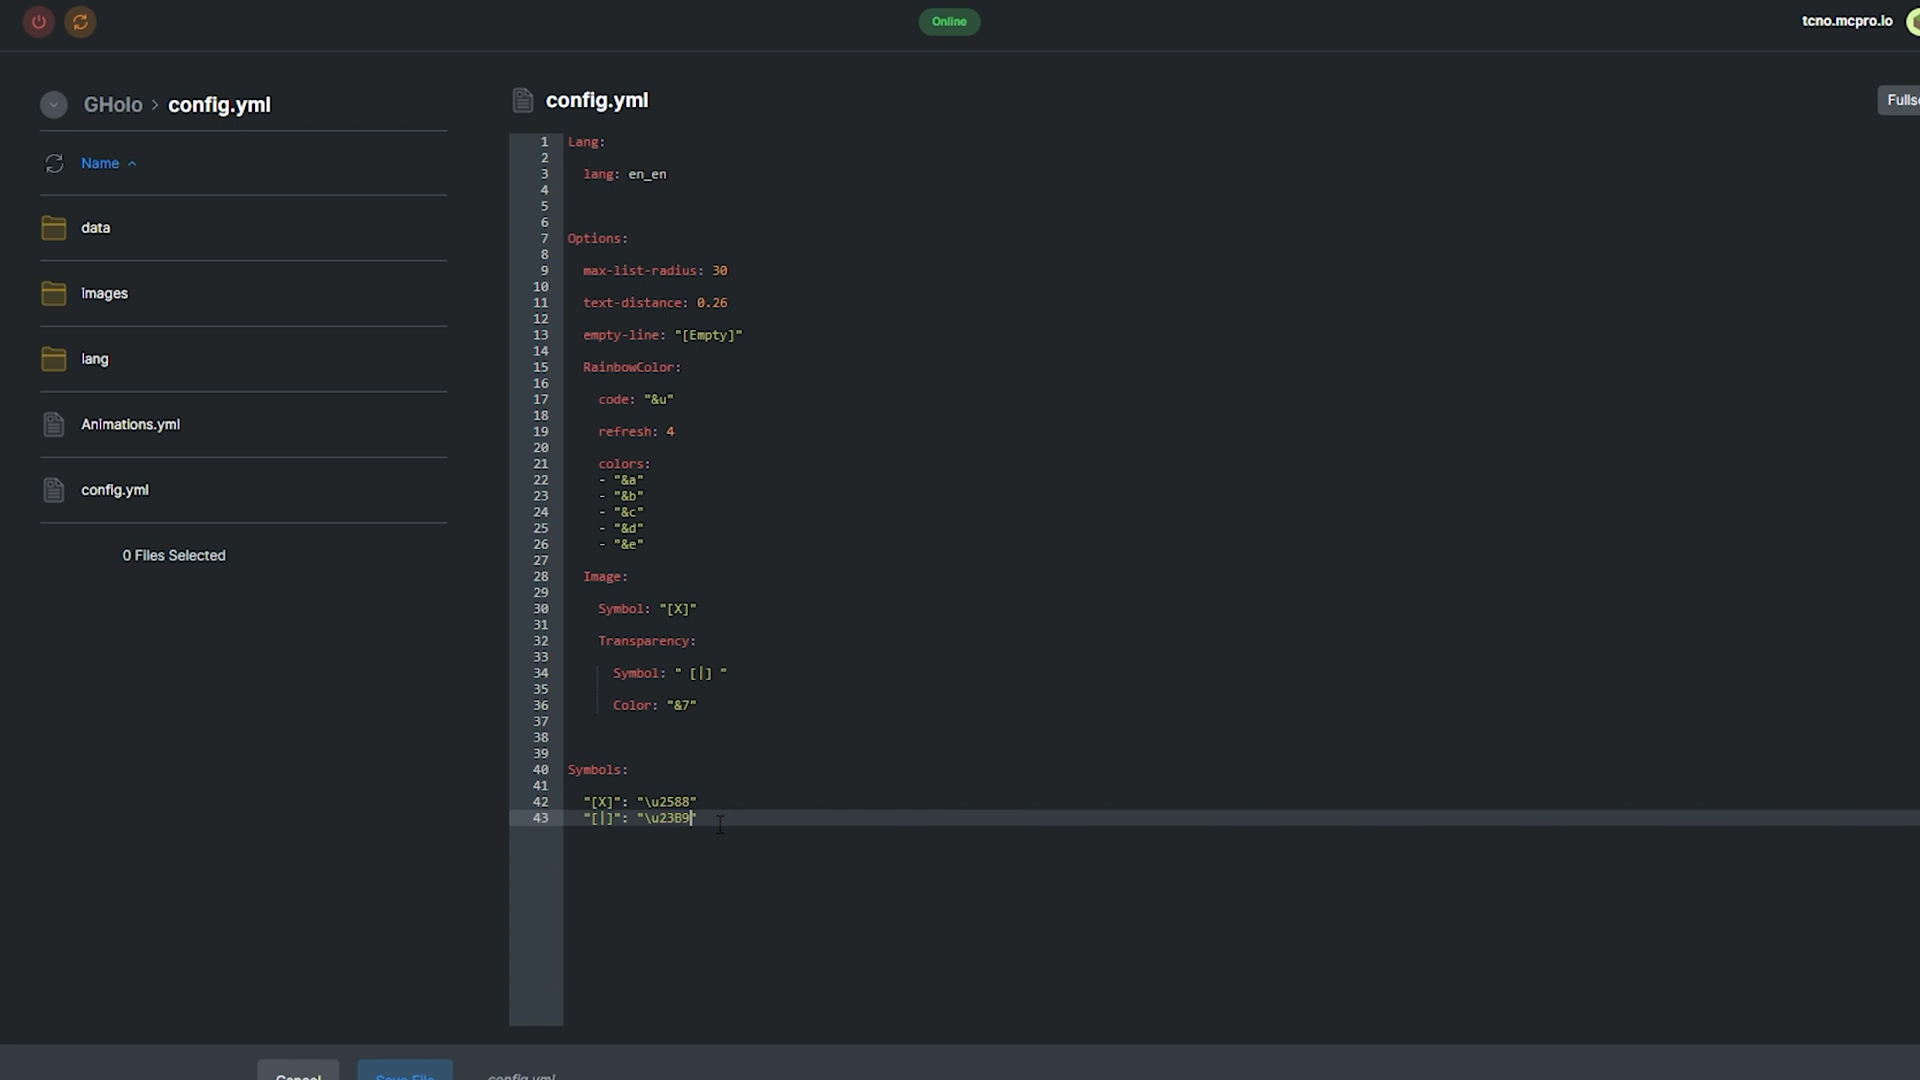 Online
tcno.mcpro.io
GHolo > config.yml
Name
data
images
lang
Animations.yml
config.yml
0 Files Selected
config.yml
1 Lang:
2
3 lang: en_en
4
5
6
7 Options:
8
9 max-list-radius: 30
10
11 text-distance: 0.26
12
13 empty-line: "[Empty]"
14
15 RainbowColor:
16
17 code: "&u"
18
19 refresh: 4
20
21 colors:
22 - "&a"
23 - "&b"
24 - "&c"
25 - "&d"
26 - "&e"
27
28 Image:
29
30 Symbol: "[X]"
31
32 Transparency:
33
34 Symbol: " [|] "
35
36 Color: "&7"
37
38
39
40 Symbols:
41
42 "[X]": "\u2588"
43 "[|]": "\u23B9"
Cancel
Save File
config.yml